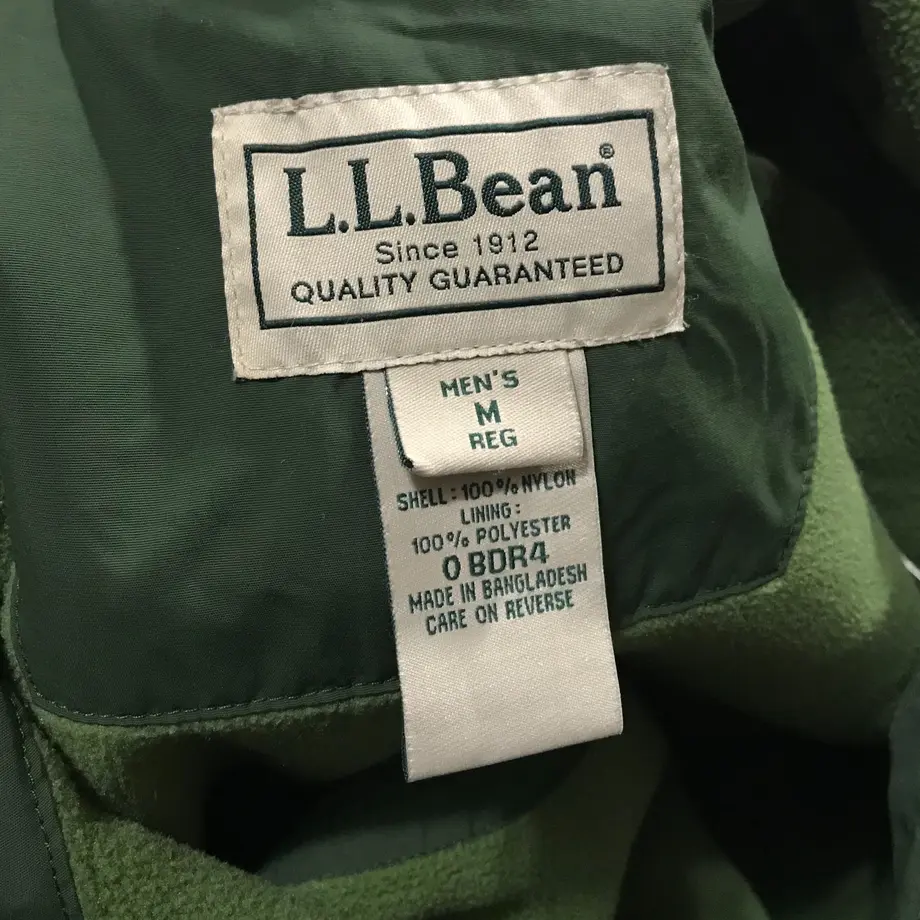 L.L.Bean®
Since 1912
QUALITY GUARANTEED
MEN'S
M
REG
SHELL: 100% NYLON
LINING:
100% POLYESTER
0 BDR4
MADE IN BANGLADESH
CARE ON REVERSE